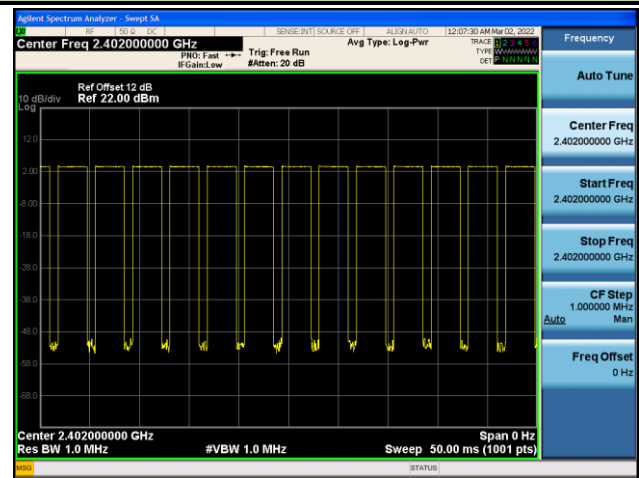 Agilent Spectrum Analyzer - Swept SA
RF 50 Ω DC SENSE:INT SOURCE OFF ALIGN AUTO 12:07:30 AM Mar 02, 2022
Center Freq 2.402000000 GHz
PNO: Fast
IFGain:Low
Trig: Free Run
#Atten: 20 dB
Avg Type: Log-Pwr
TRACE 1 2 3 4 5 6
TYPE WWWWWW
DET P N N N N N
Ref Offset 12 dB
10 dB/div Ref 22.00 dBm
Log
12.0
2.00
-8.00
-18.0
-28.0
-38.0
-48.0
-58.0
-68.0
Center 2.402000000 GHz Span 0 Hz
Res BW 1.0 MHz #VBW 1.0 MHz Sweep 50.00 ms (1001 pts)
MSG STATUS
Frequency
Auto Tune
Center Freq
2.402000000 GHz
Start Freq
2.402000000 GHz
Stop Freq
2.402000000 GHz
CF Step
1.000000 MHz
Auto Man
Freq Offset
0 Hz